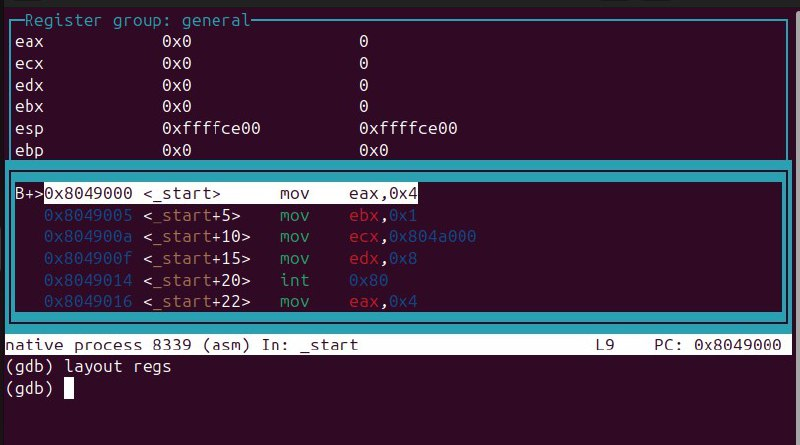 Register group: general
eax 0x0 0
ecx 0x0 0
edx 0x0 0
ebx 0x0 0
esp 0xffffce00 0xffffce00
ebp 0x0 0x0
B+>0x8049000 <_start> mov eax,0x4
0x8049005 <_start+5> mov ebx,0x1
0x804900a <_start+10> mov ecx,0x804a000
0x804900f <_start+15> mov edx,0x8
0x8049014 <_start+20> int 0x80
0x8049016 <_start+22> mov eax,0x4
native process 8339 (asm) In: _start L9 PC: 0x8049000
(gdb) layout regs
(gdb)